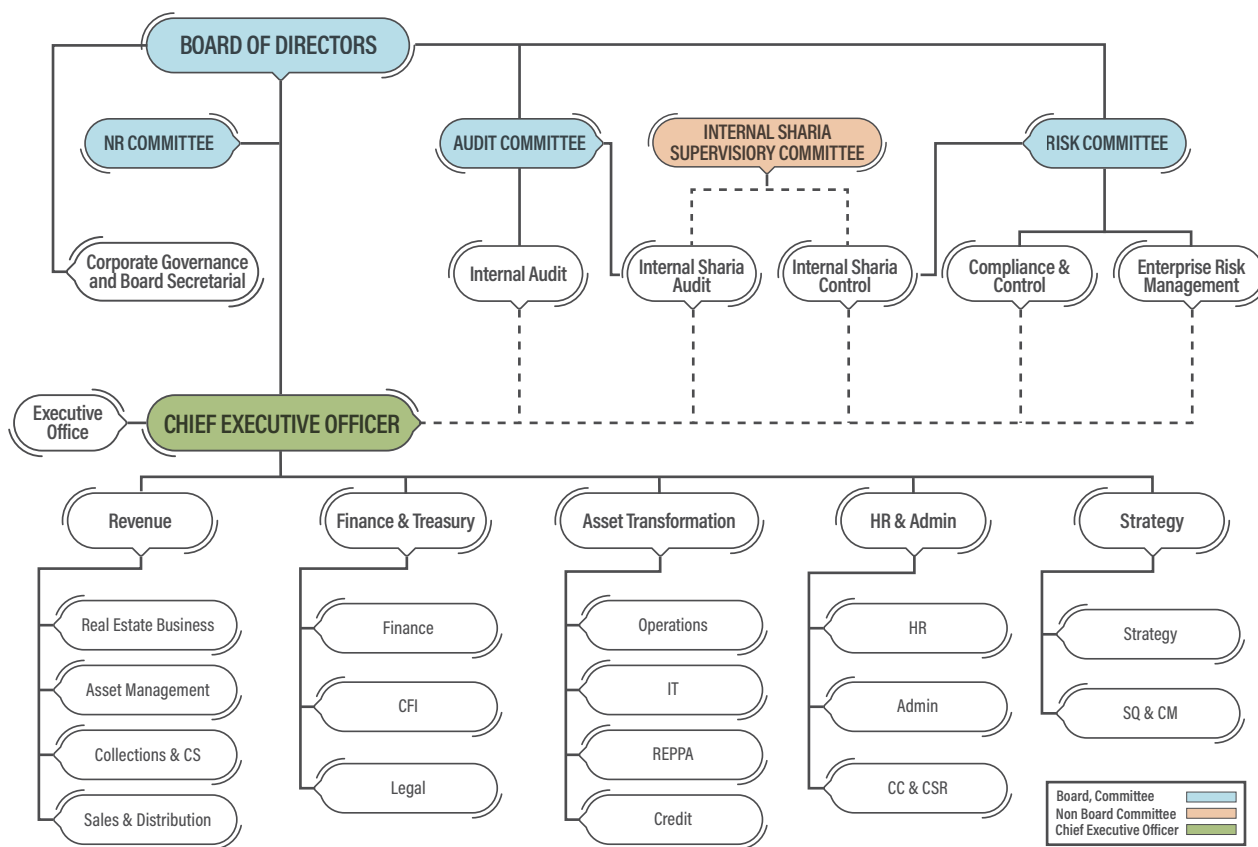 BOARD OF DIRECTORS
NR COMMITTEE
AUDIT COMMITTEE
INTERNAL SHARIA
SUPERVISIORY COMMITTEE
RISK COMMITTEE
Corporate Governance
and Board Secretarial
Internal Audit
Internal Sharia
Audit
Internal Sharia
Control
Compliance &
Control
Enterprise Risk
Management
Executive
Office
CHIEF EXECUTIVE OFFICER
Revenue
Finance & Treasury
Asset Transformation
HR & Admin
Strategy
Real Estate Business
Asset Management
Collections & CS
Sales & Distribution
Finance
CFI
Legal
Operations
IT
REPPA
Credit
HR
Admin
CC & CSR
Strategy
SQ & CM
Board, Committee
Non Board Committee
Chief Executive Officer